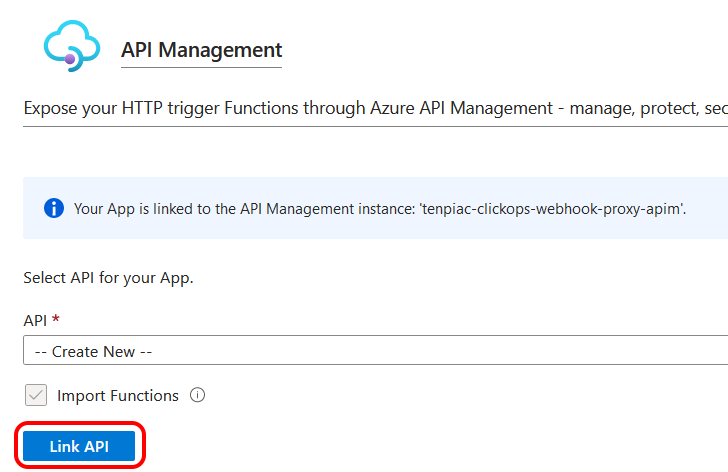 API Management
Expose your HTTP trigger Functions through Azure API Management - manage, protect,
Your App is linked to the API Management instance: 'tenpiac-clickops-webhook-proxy-apim'.
Select API for your App.
API *
-- Create New --
Import Functions
Link API